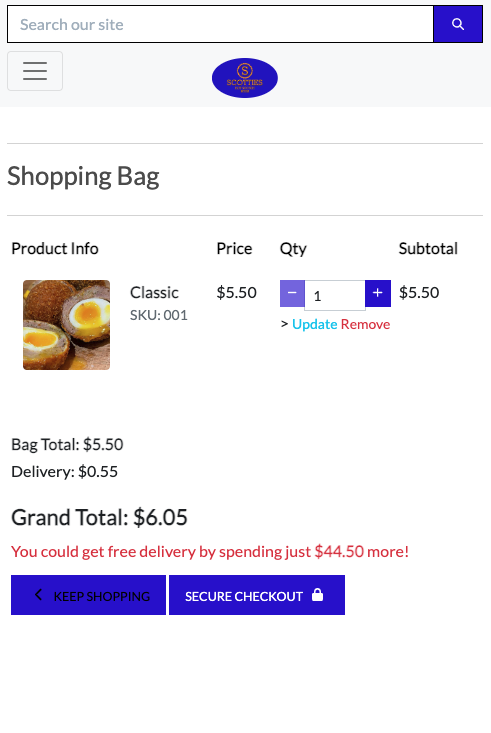 Search our site
S
SCOTTIES
Shopping Bag
Product Info Price Qty Subtotal
Classic $5.50 − 1 + $5.50
SKU: 001
> Update Remove
Bag Total: $5.50
Delivery: $0.55
Grand Total: $6.05
You could get free delivery by spending just $44.50 more!
KEEP SHOPPING SECURE CHECKOUT